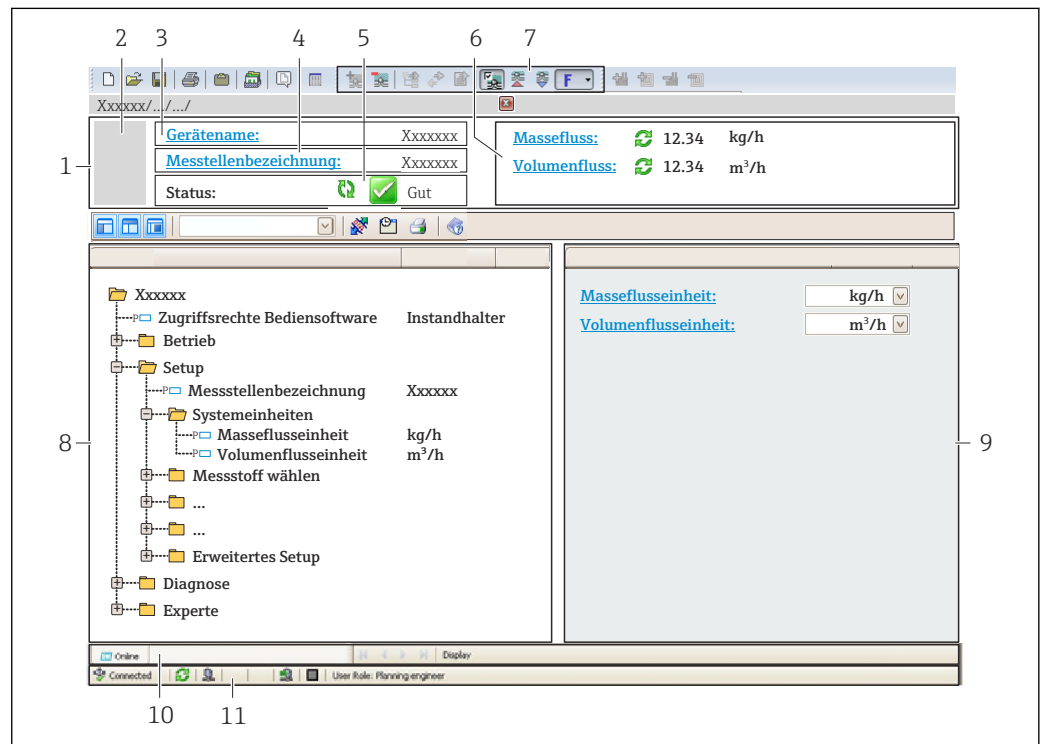 2 3 4 5 6 7
F
Xxxxxx/.../.../
1
Gerätename: Xxxxxxx
Messtellenbezeichnung: Xxxxxxx
Status: Gut
Massefluss: 12.34 kg/h
Volumenfluss: 12.34 m³/h
Xxxxxx
P Zugriffsrechte Bediensoftware Instandhalter
Betrieb
Setup
P Messstellenbezeichnung Xxxxxx
Systemeinheiten
P Masseflusseinheit kg/h
P Volumenflusseinheit m³/h
Messstoff wählen
...
...
Erweitertes Setup
Diagnose
Experte
8
Masseflusseinheit: kg/h
Volumenflusseinheit: m³/h
9
Online Display
Connected User Role: Planning engineer
10 11